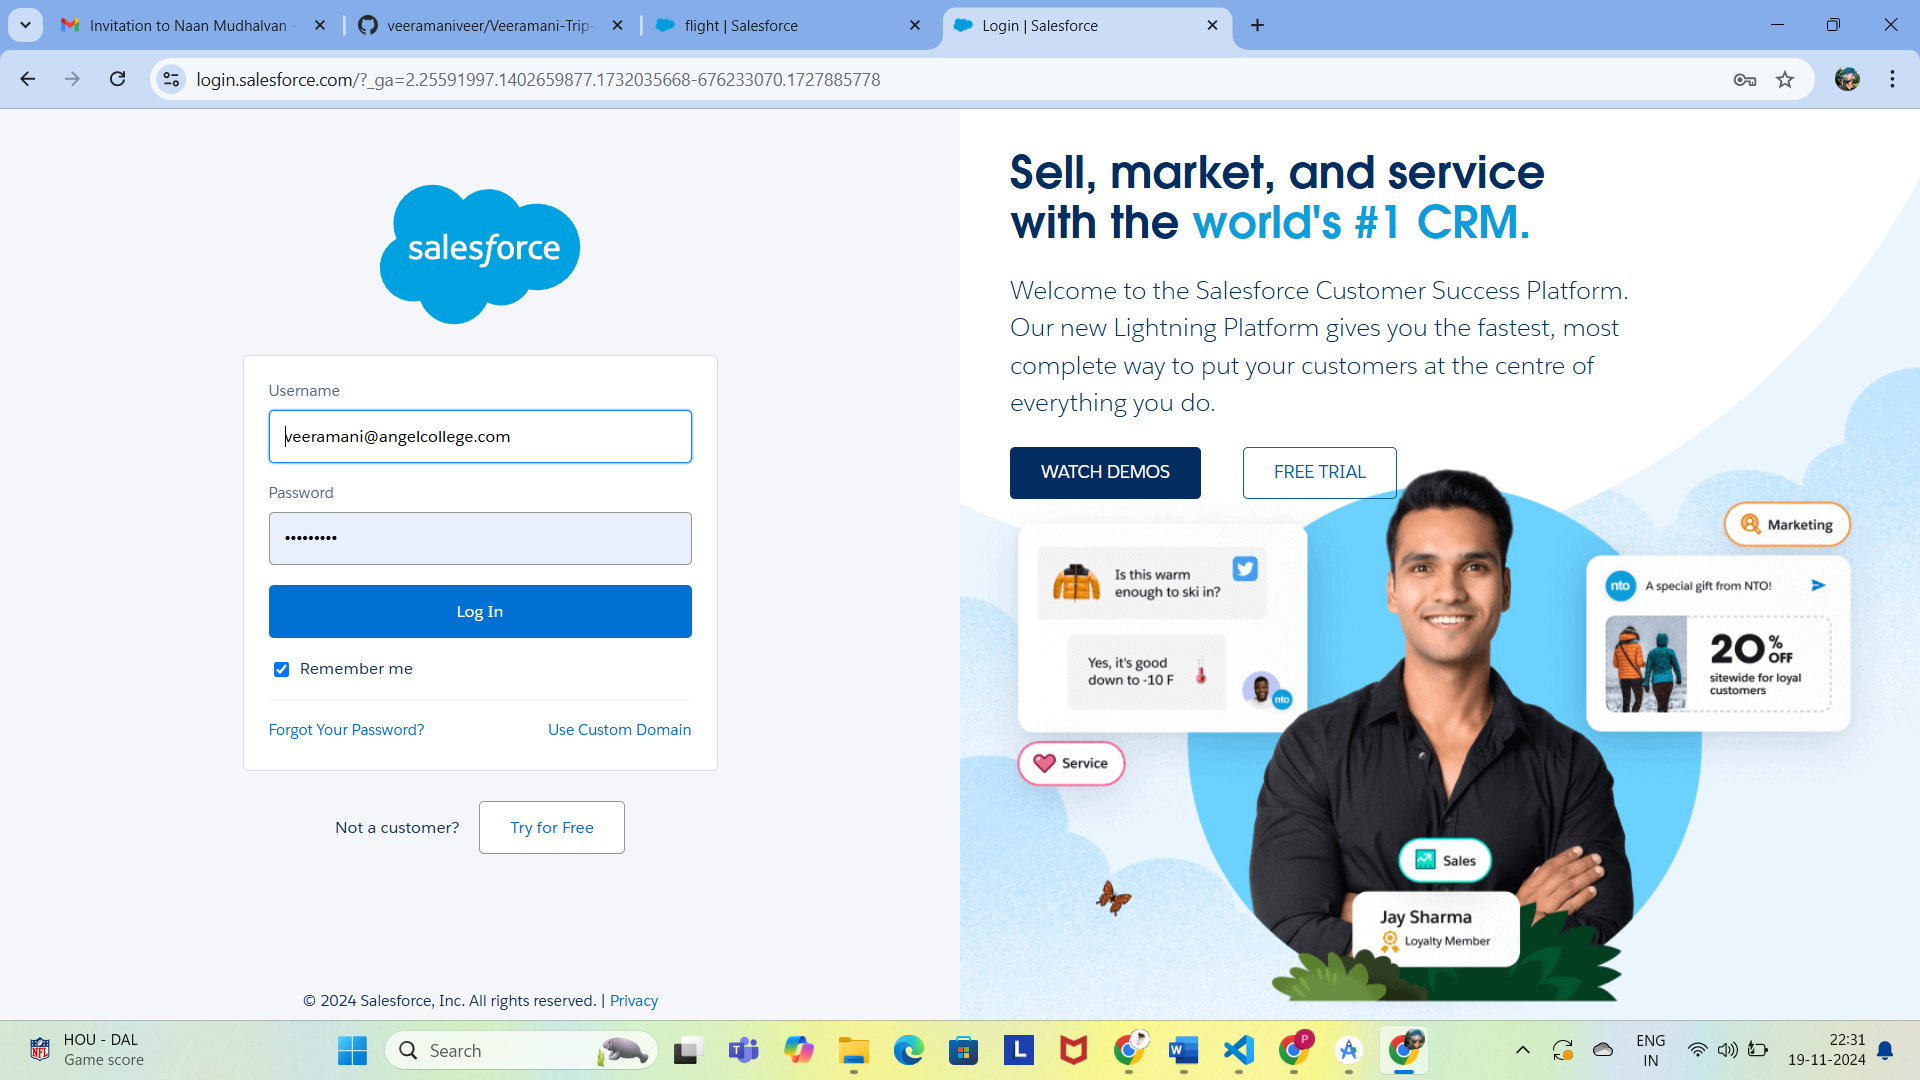 Invitation to Naan Mudhalvan -
veeramaniveer/Veeramani-Trip-
flight | Salesforce
Login | Salesforce
login.salesforce.com/?_ga=2.25591997.1402659877.1732035668-676233070.1727885778
salesforce
Username
veeramani@angelcollege.com
Password
•••••••••
Log In
Remember me
Forgot Your Password?
Use Custom Domain
Not a customer?
Try for Free
© 2024 Salesforce, Inc. All rights reserved. | Privacy
Sell, market, and service
with the world's #1 CRM.
Welcome to the Salesforce Customer Success Platform.
Our new Lightning Platform gives you the fastest, most
complete way to put your customers at the centre of
everything you do.
WATCH DEMOS
FREE TRIAL
Is this warm
enough to ski in?
Yes, it's good
down to -10 F
nto
Service
Marketing
nto
A special gift from NTO!
20% OFF
sitewide for loyal
customers
Sales
Jay Sharma
Loyalty Member
NFL
HOU - DAL
Game score
Search
L
W
P
ENG
IN
22:31
19-11-2024